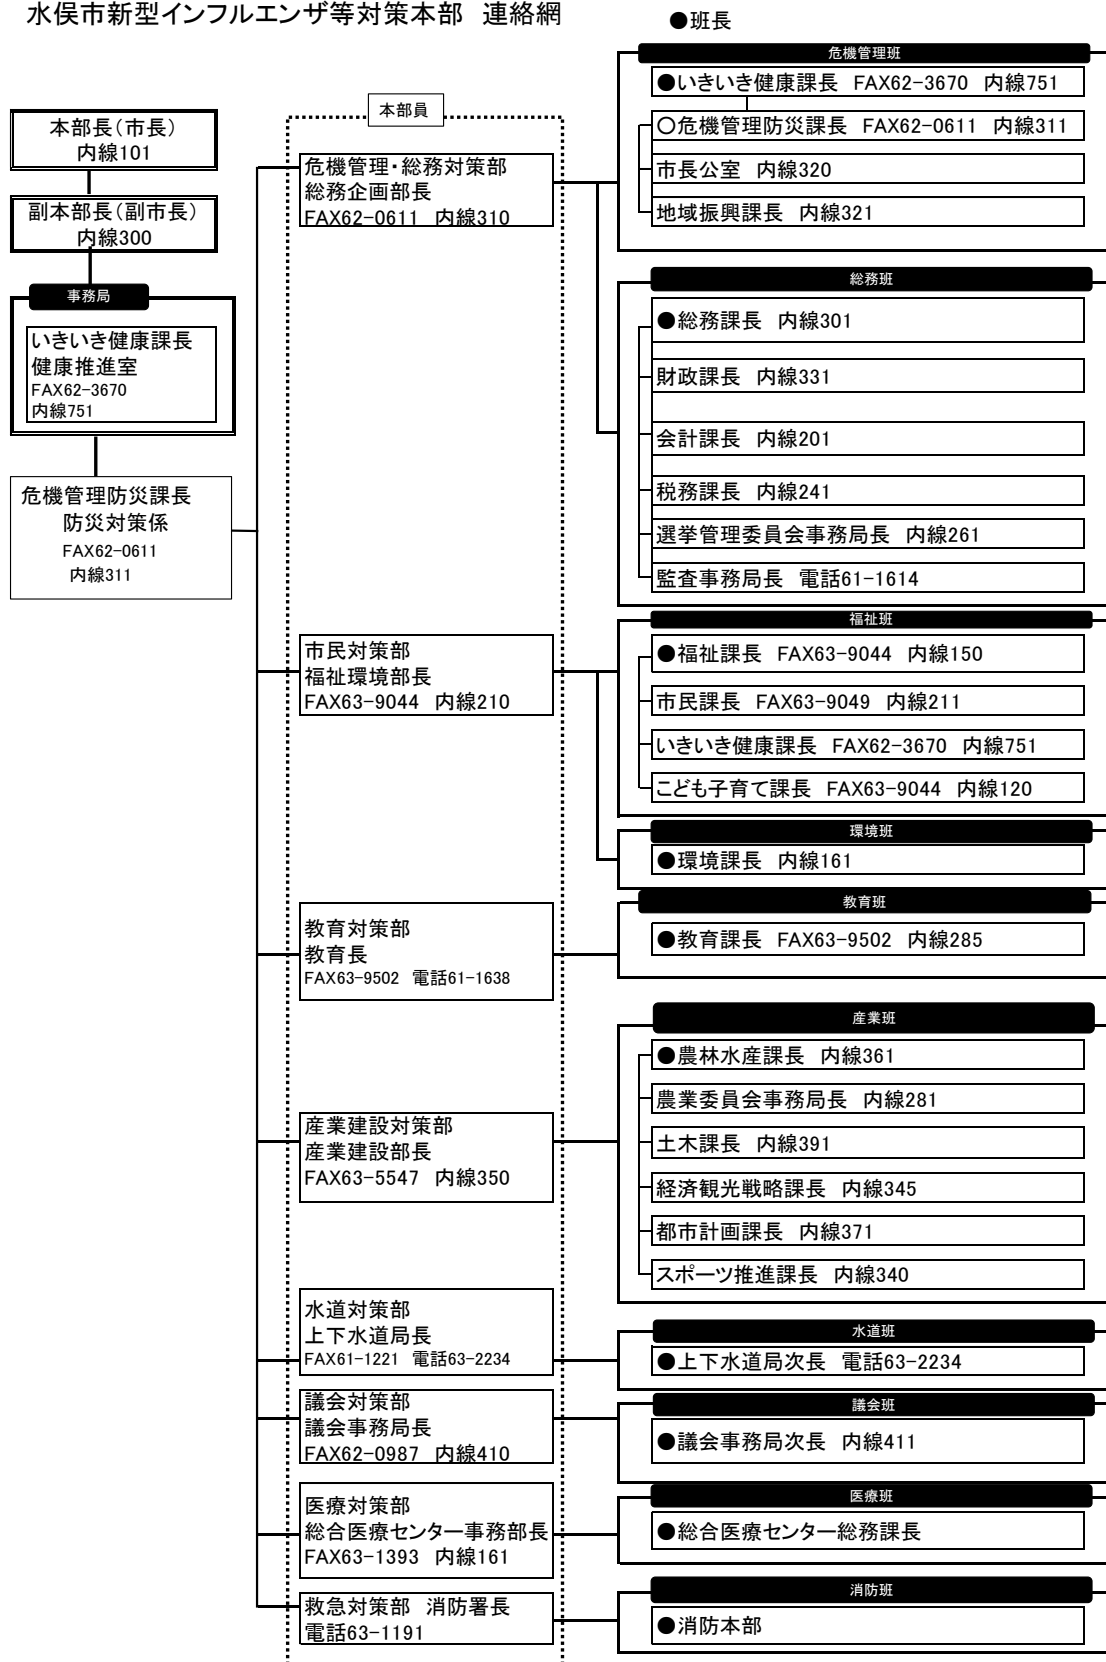 水俣市新型インフルエンザ等対策本部 連絡網
●班長
本部長(市長)
内線101
副本部長(副市長)
内線300
事務局
いきいき健康課長
健康推進室
FAX62-3670
内線751
危機管理防災課長
防災対策係
FAX62-0611
内線311
本部員
危機管理・総務対策部
総務企画部長
FAX62-0611 内線310
危機管理班
●いきいき健康課長 FAX62-3670 内線751
〇危機管理防災課長 FAX62-0611 内線311
市長公室 内線320
地域振興課長 内線321
総務班
●総務課長 内線301
財政課長 内線331
会計課長 内線201
税務課長 内線241
選挙管理委員会事務局長 内線261
監査事務局長 電話61-1614
市民対策部
福祉環境部長
FAX63-9044 内線210
福祉班
●福祉課長 FAX63-9044 内線150
市民課長 FAX63-9049 内線211
いきいき健康課長 FAX62-3670 内線751
こども子育て課長 FAX63-9044 内線120
環境班
●環境課長 内線161
教育対策部
教育長
FAX63-9502 電話61-1638
教育班
●教育課長 FAX63-9502 内線285
産業建設対策部
産業建設部長
FAX63-5547 内線350
産業班
●農林水産課長 内線361
農業委員会事務局長 内線281
土木課長 内線391
経済観光戦略課長 内線345
都市計画課長 内線371
スポーツ推進課長 内線340
水道対策部
上下水道局長
FAX61-1221 電話63-2234
水道班
●上下水道局次長 電話63-2234
議会対策部
議会事務局長
FAX62-0987 内線410
議会班
●議会事務局次長 内線411
医療対策部
総合医療センター事務部長
FAX63-1393 内線161
医療班
●総合医療センター総務課長
救急対策部 消防署長
電話63-1191
消防班
●消防本部